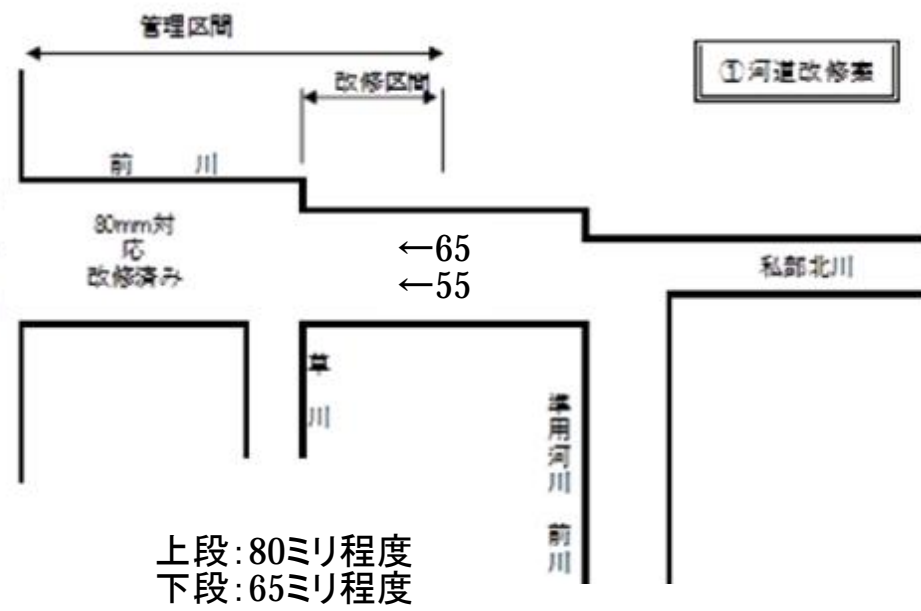 管理区間
①河道改修案
改修区間
前 川
80mm対
応
改修済み
←65
←55
私部北川
草
川
準用河川 前川
上段:80ミリ程度
下段:65ミリ程度